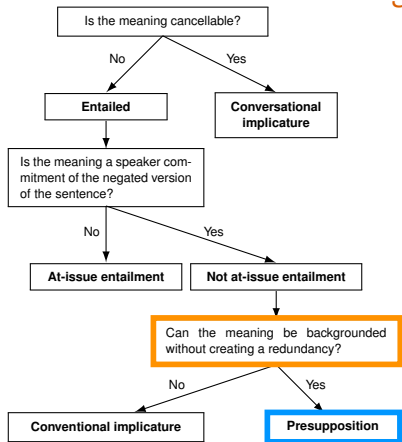 Is the meaning cancellable?
No
Yes
Entailed
Conversational
implicature
Is the meaning a speaker com-
mitment of the negated version
of the sentence?
No
Yes
At-issue entailment
Not at-issue entailment
Can the meaning be backgrounded
without creating a redundancy?
No
Yes
Conventional implicature
Presupposition